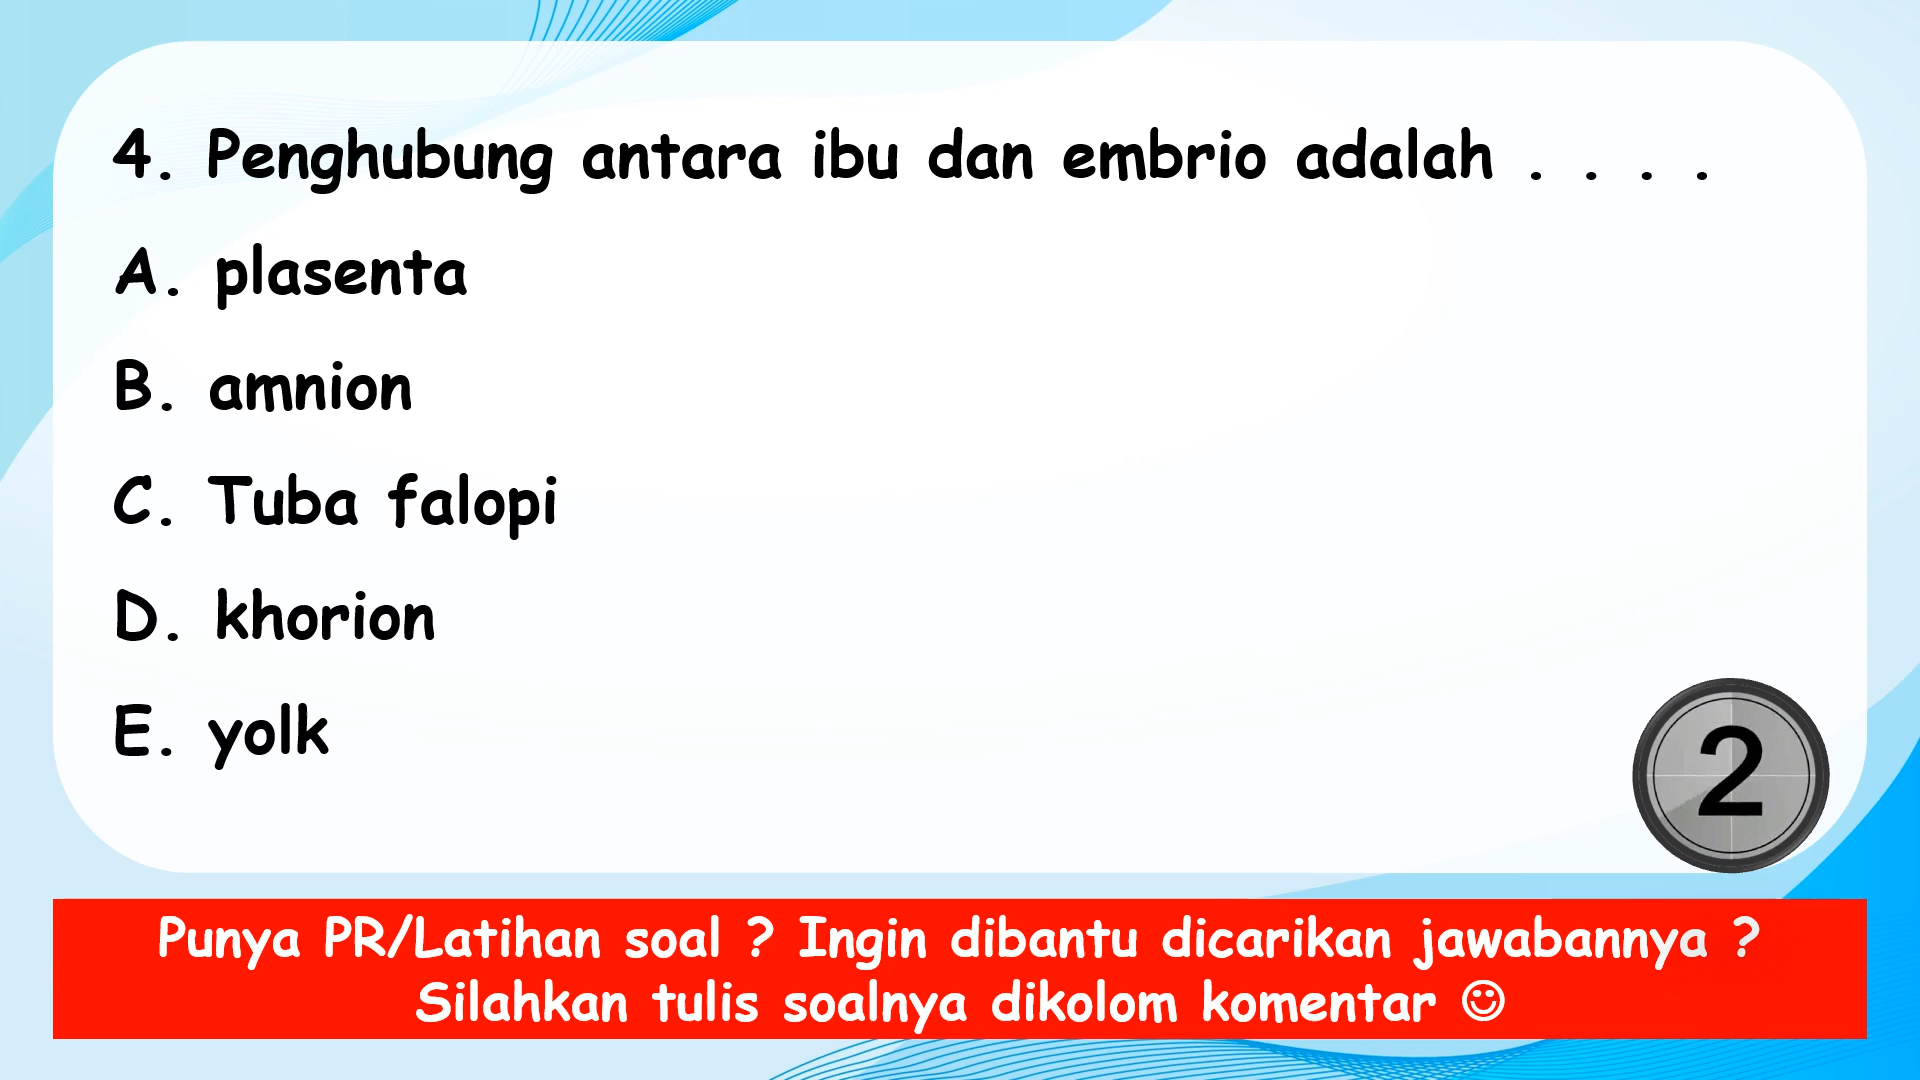 4. Penghubung antara ibu dan embrio adalah . . . .
A. plasenta
B. amnion
C. Tuba falopi
D. khorion
E. yolk
2
Punya PR/Latihan soal ? Ingin dibantu dicarikan jawabannya ?
Silahkan tulis soalnya dikolom komentar ☺